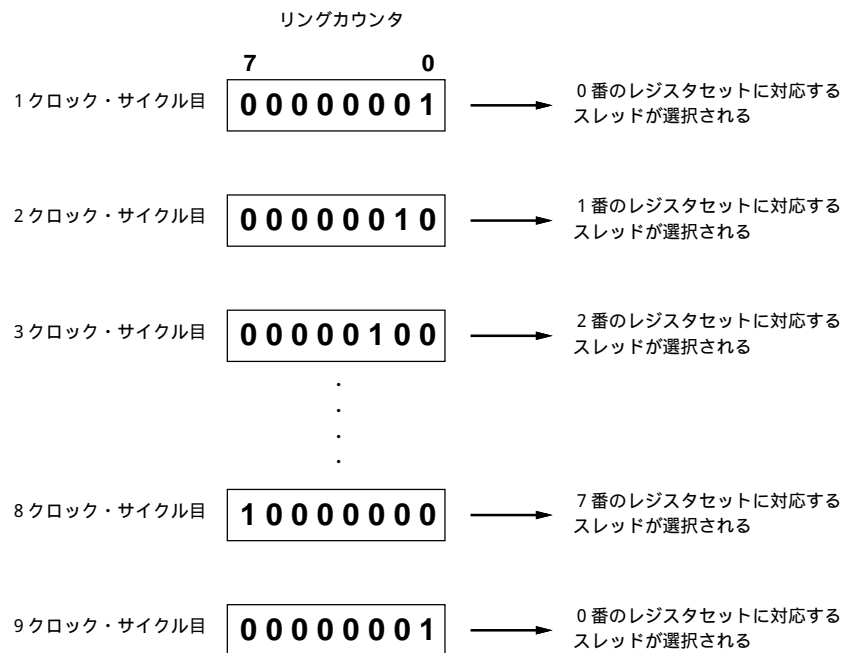 リングカウンタ
7 0
1クロック・サイクル目 00000001 0番のレジスタセットに対応する
スレッドが選択される
2クロック・サイクル目 00000010 1番のレジスタセットに対応する
スレッドが選択される
3クロック・サイクル目 00000100 2番のレジスタセットに対応する
スレッドが選択される
・
・
・
・
8クロック・サイクル目 10000000 7番のレジスタセットに対応する
スレッドが選択される
9クロック・サイクル目 00000001 0番のレジスタセットに対応する
スレッドが選択される